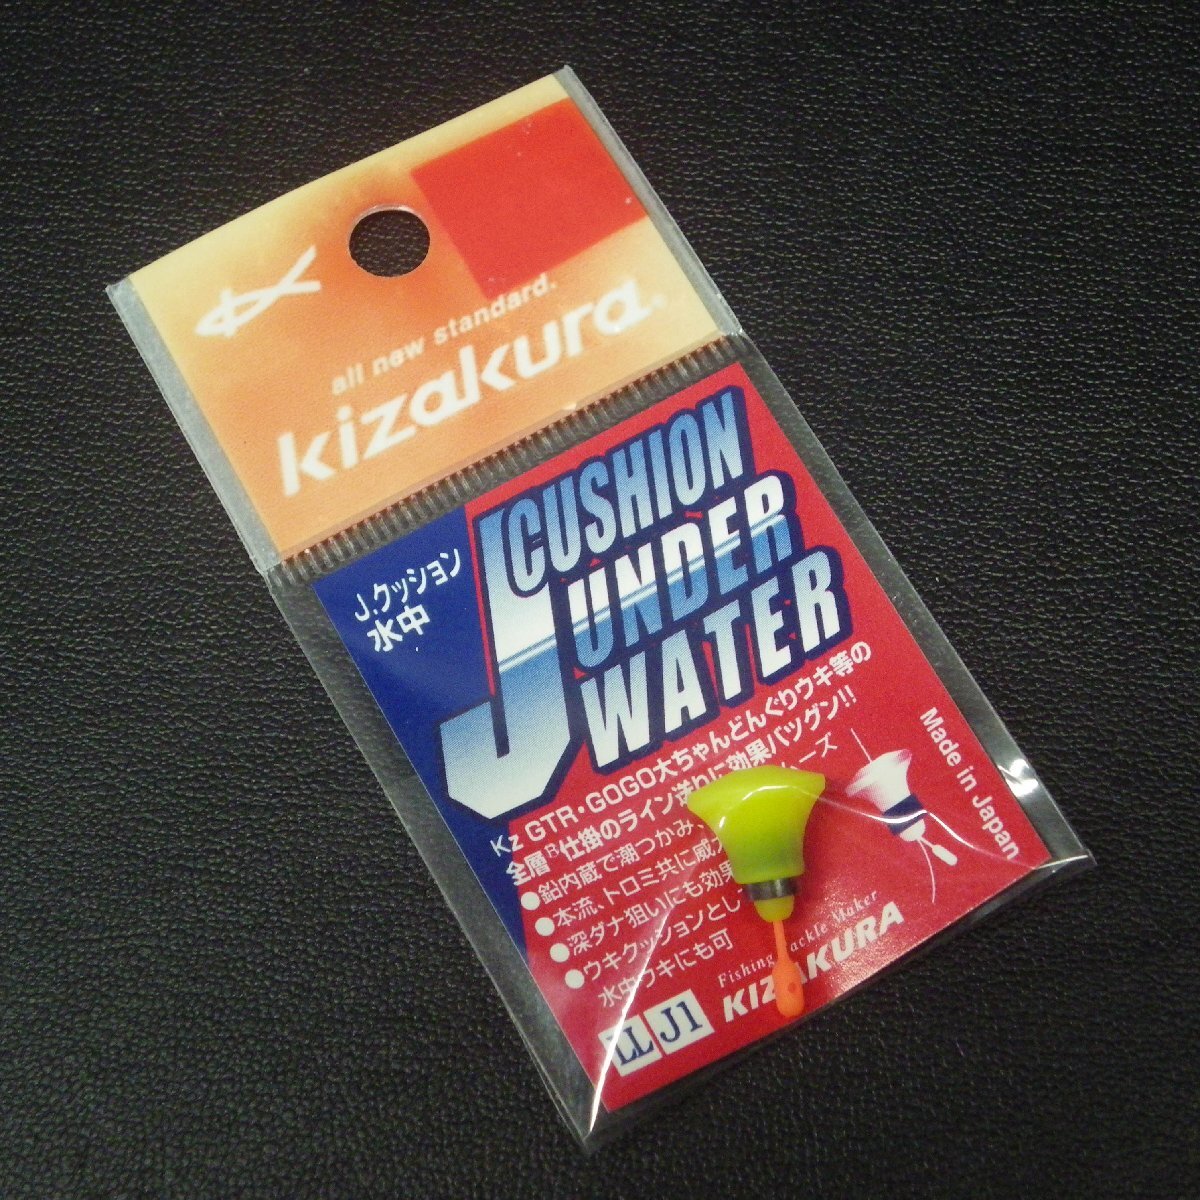 all new standard.
kizakura®
J.クッション
水中
J CUSHION
UNDER
WATER
Kz GTR・GOGO大ちゃんどんぐりウキ等の
全層®仕掛のライン送りに効果バツグン!!
●鉛内蔵で潮つかみ
ムーズ
●本流、トロミ共に威
●深ダナ狙いにも効果
●ウキクッションとし
水中ウキにも可
Made in Japan
LL J1
Fishing Tackle Maker
KIZAKURA